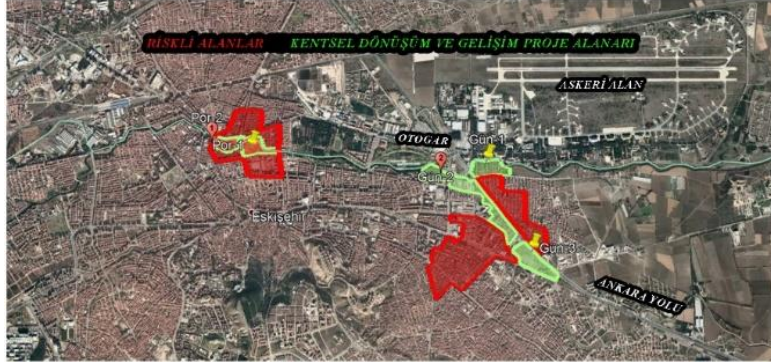 RİSKLİ ALANLAR KENTSEL DÖNÜŞÜM VE GELİŞİM PROJE ALANARI
ASKERİ ALAN
Por 2
Por 1
OTOGAR
Gün 1
Gün 2
Eskişehir
Gün 3
ANKARA YOLU